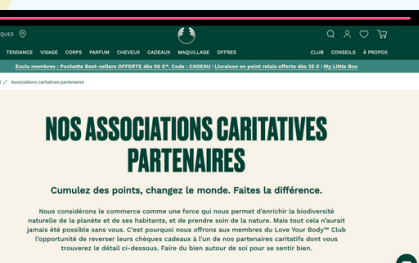 QUES
TENDANCE VISAGE CORPS PARFUM CHEVEUX CADEAUX MAQUILLAGE OFFRES CLUB CONSEILS À PROPOS
Exclu membres : Pochette Best-sellers OFFERTE dès 50 €*. Code : CADEAU | Livraison en point relais offerte dès 35 € | My Little Box
/ Associations caritatives partenaires
NOS ASSOCIATIONS CARITATIVES
PARTENAIRES
Cumulez des points, changez le monde. Faites la différence.
Nous considérons le commerce comme une force qui nous permet d'enrichir la biodiversité
naturelle de la planète et de ses habitants, et de prendre soin de la nature. Mais tout cela n'aurait
jamais été possible sans vous. C'est pourquoi nous offrons aux membres du Love Your Body™ Club
l'opportunité de reverser leurs chèques cadeaux à l'un de nos partenaires caritatifs dont vous
trouverez le détail ci-dessous. Faire du bien autour de soi pour se sentir bien.